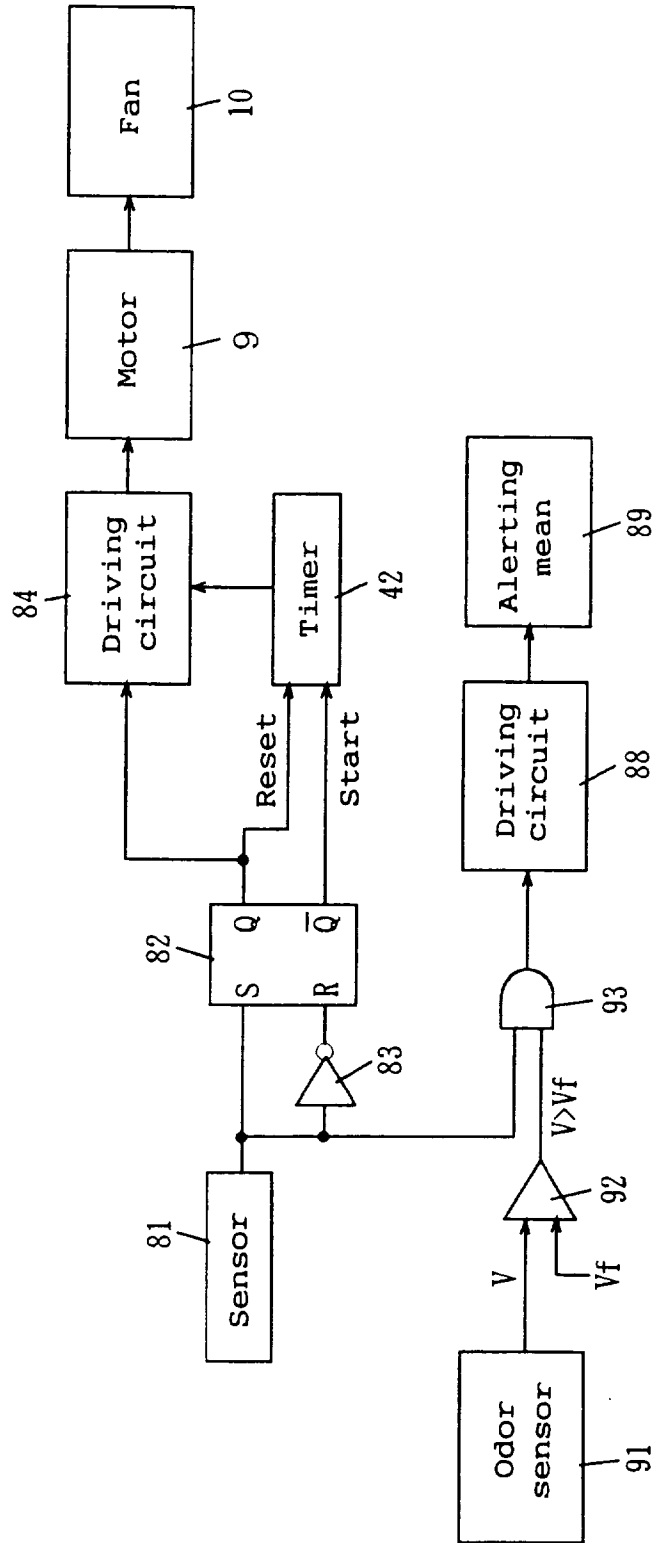 Fan
10
Motor
9
84
Driving
circuit
Timer
42
Reset
Start
82
S
Q
R
Q̅
83
Sensor
81
Alerting
mean
89
Driving
circuit
88
93
V>Vf
92
V
Vf
Odor
sensor
91